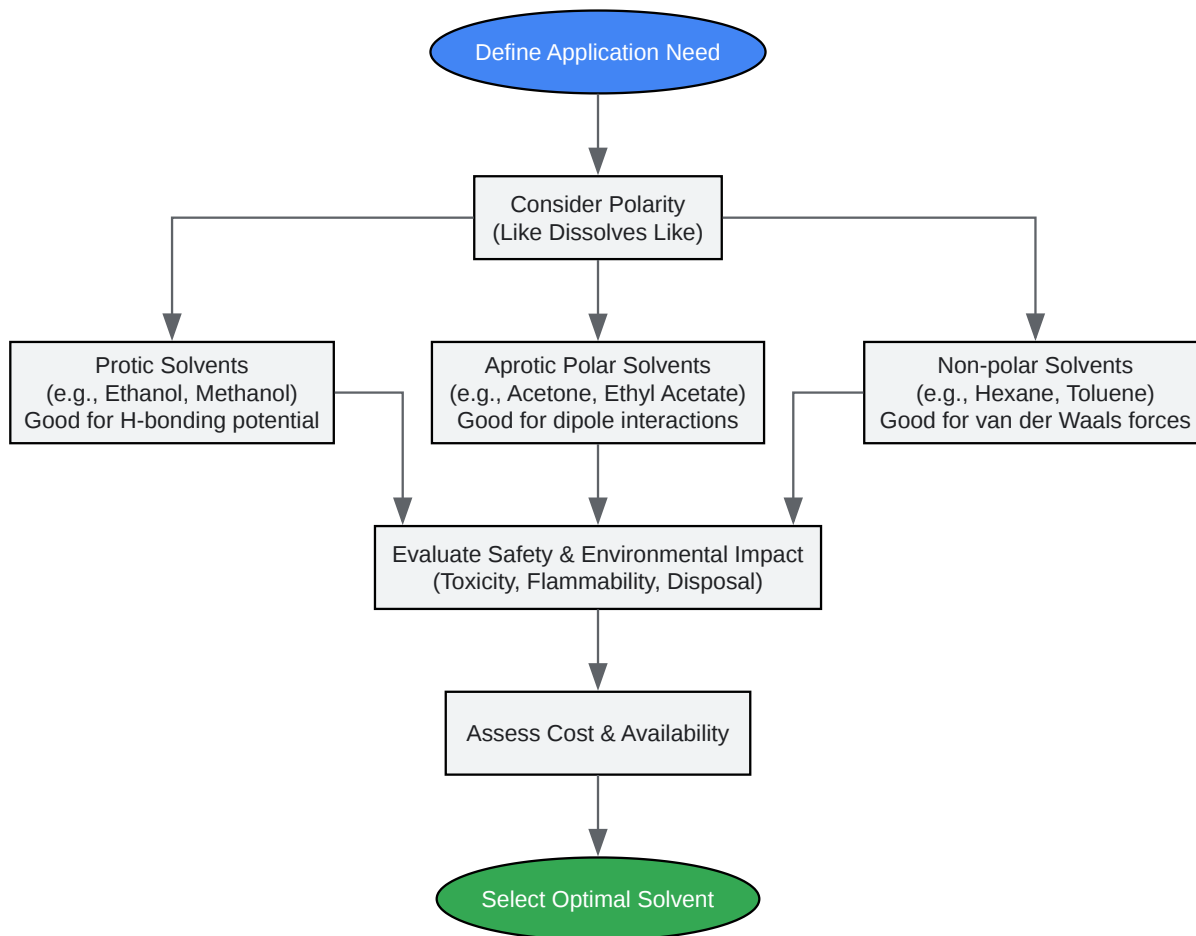 Define Application Need
Consider Polarity
(Like Dissolves Like)
Protic Solvents
(e.g., Ethanol, Methanol)
Good for H-bonding potential
Aprotic Polar Solvents
(e.g., Acetone, Ethyl Acetate)
Good for dipole interactions
Non-polar Solvents
(e.g., Hexane, Toluene)
Good for van der Waals forces
Evaluate Safety & Environmental Impact
(Toxicity, Flammability, Disposal)
Assess Cost & Availability
Select Optimal Solvent